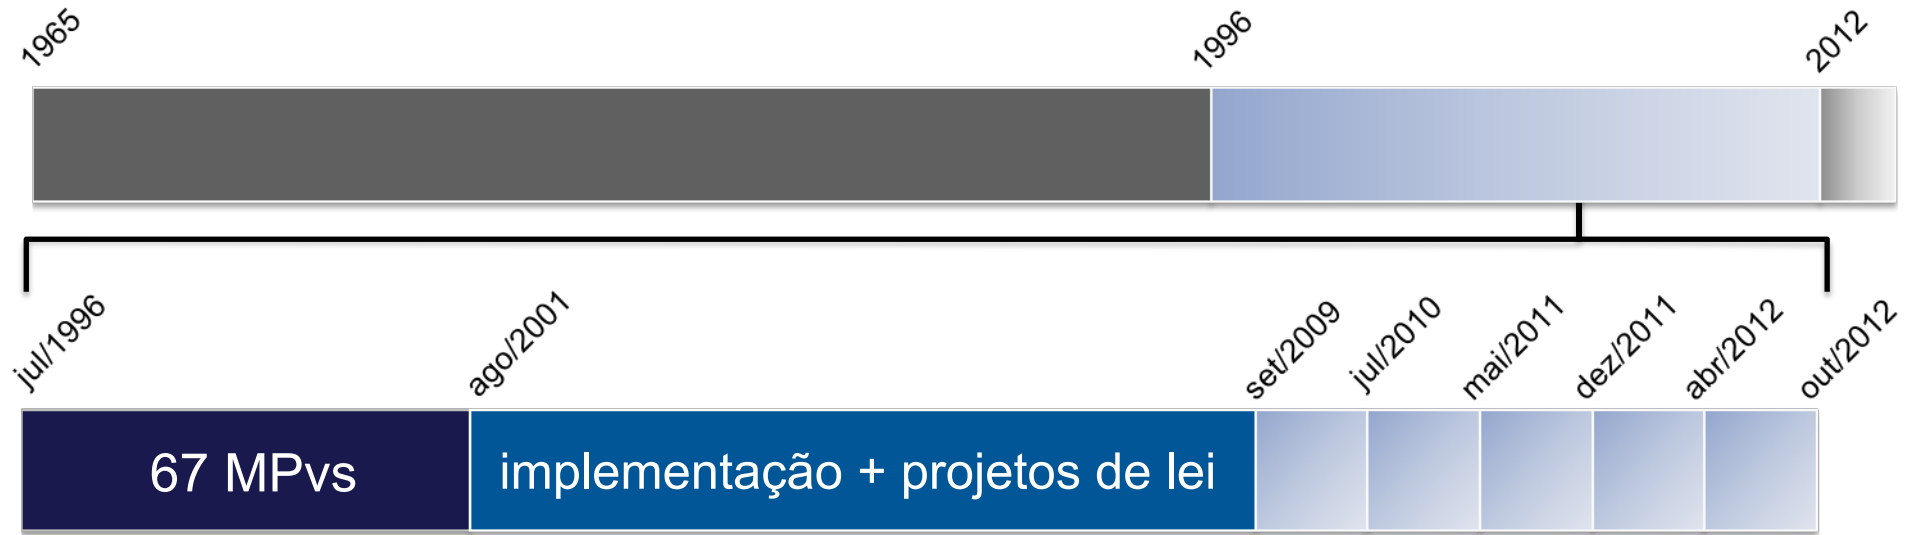 1965
1996
2012
jul/1996
ago/2001
set/2009
jul/2010
mai/2011
dez/2011
abr/2012
out/2012
67 MPvs
implementação + projetos de lei